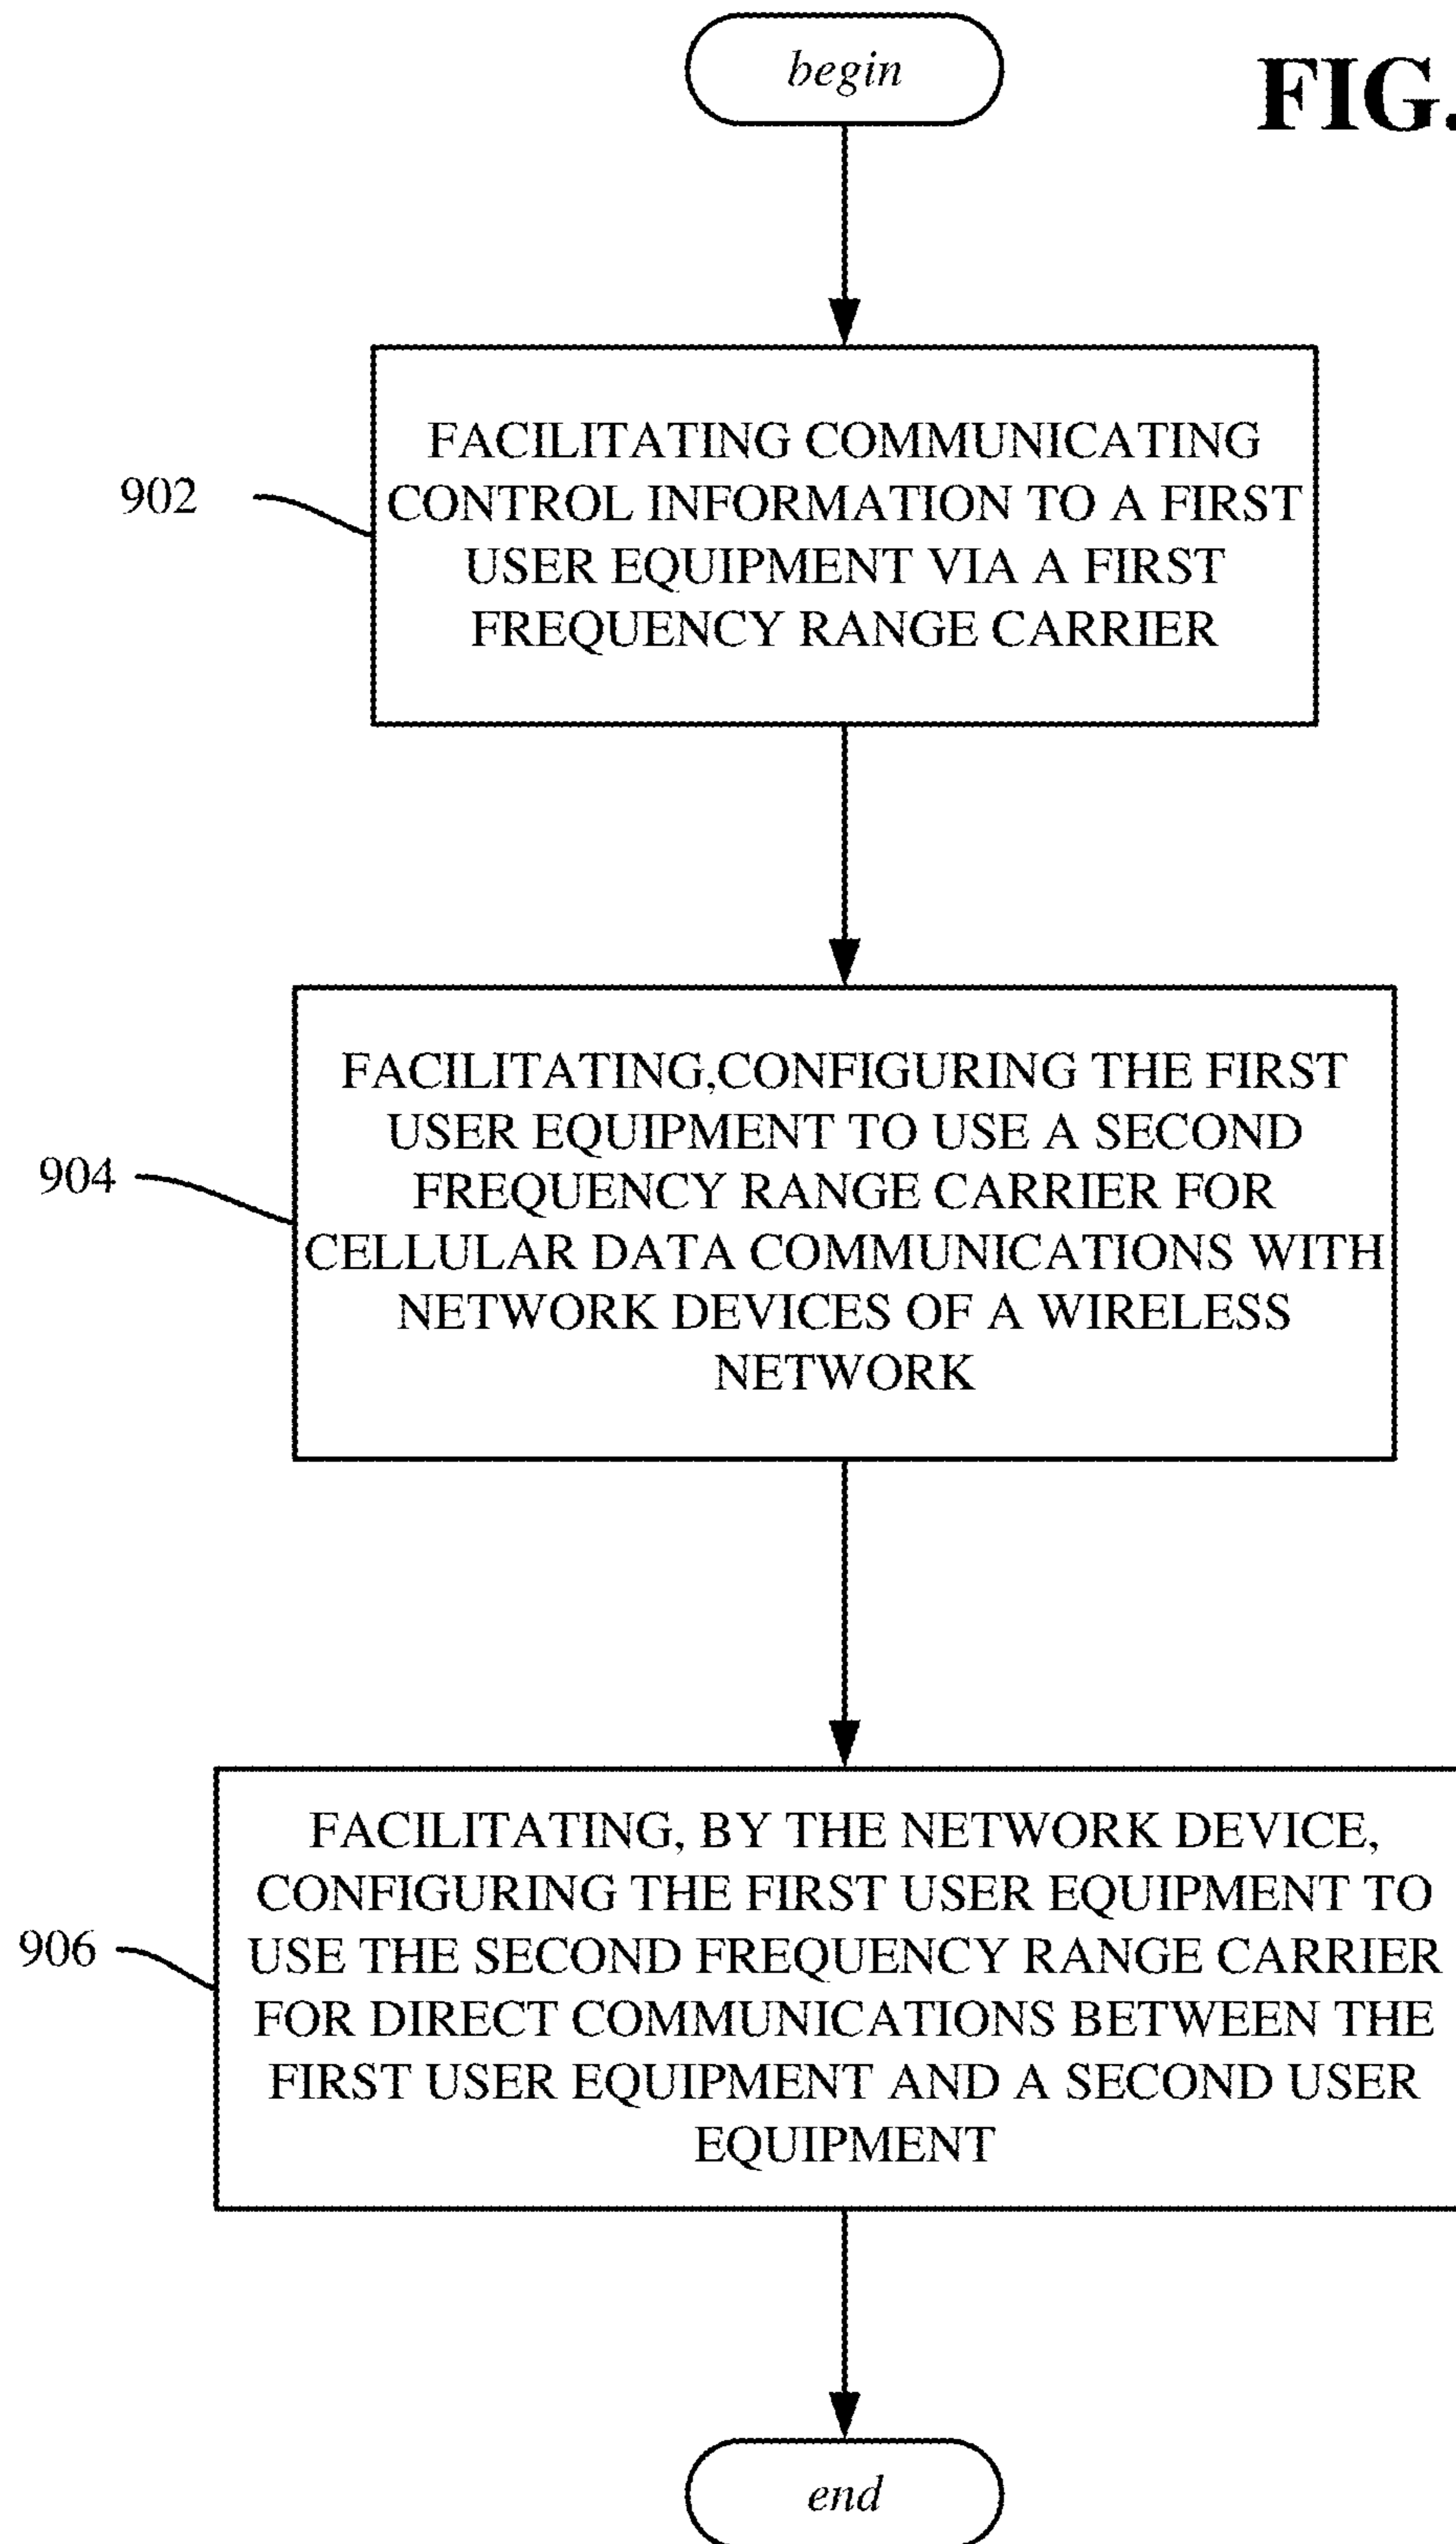 begin
FIG.
FACILITATING COMMUNICATING
CONTROL INFORMATION TO A FIRST
USER EQUIPMENT VIA A FIRST
FREQUENCY RANGE CARRIER
902
FACILITATING,CONFIGURING THE FIRST
USER EQUIPMENT TO USE A SECOND
FREQUENCY RANGE CARRIER FOR
CELLULAR DATA COMMUNICATIONS WITH
NETWORK DEVICES OF A WIRELESS
NETWORK
904
FACILITATING, BY THE NETWORK DEVICE,
CONFIGURING THE FIRST USER EQUIPMENT TO
USE THE SECOND FREQUENCY RANGE CARRIER
FOR DIRECT COMMUNICATIONS BETWEEN THE
FIRST USER EQUIPMENT AND A SECOND USER
EQUIPMENT
906
end